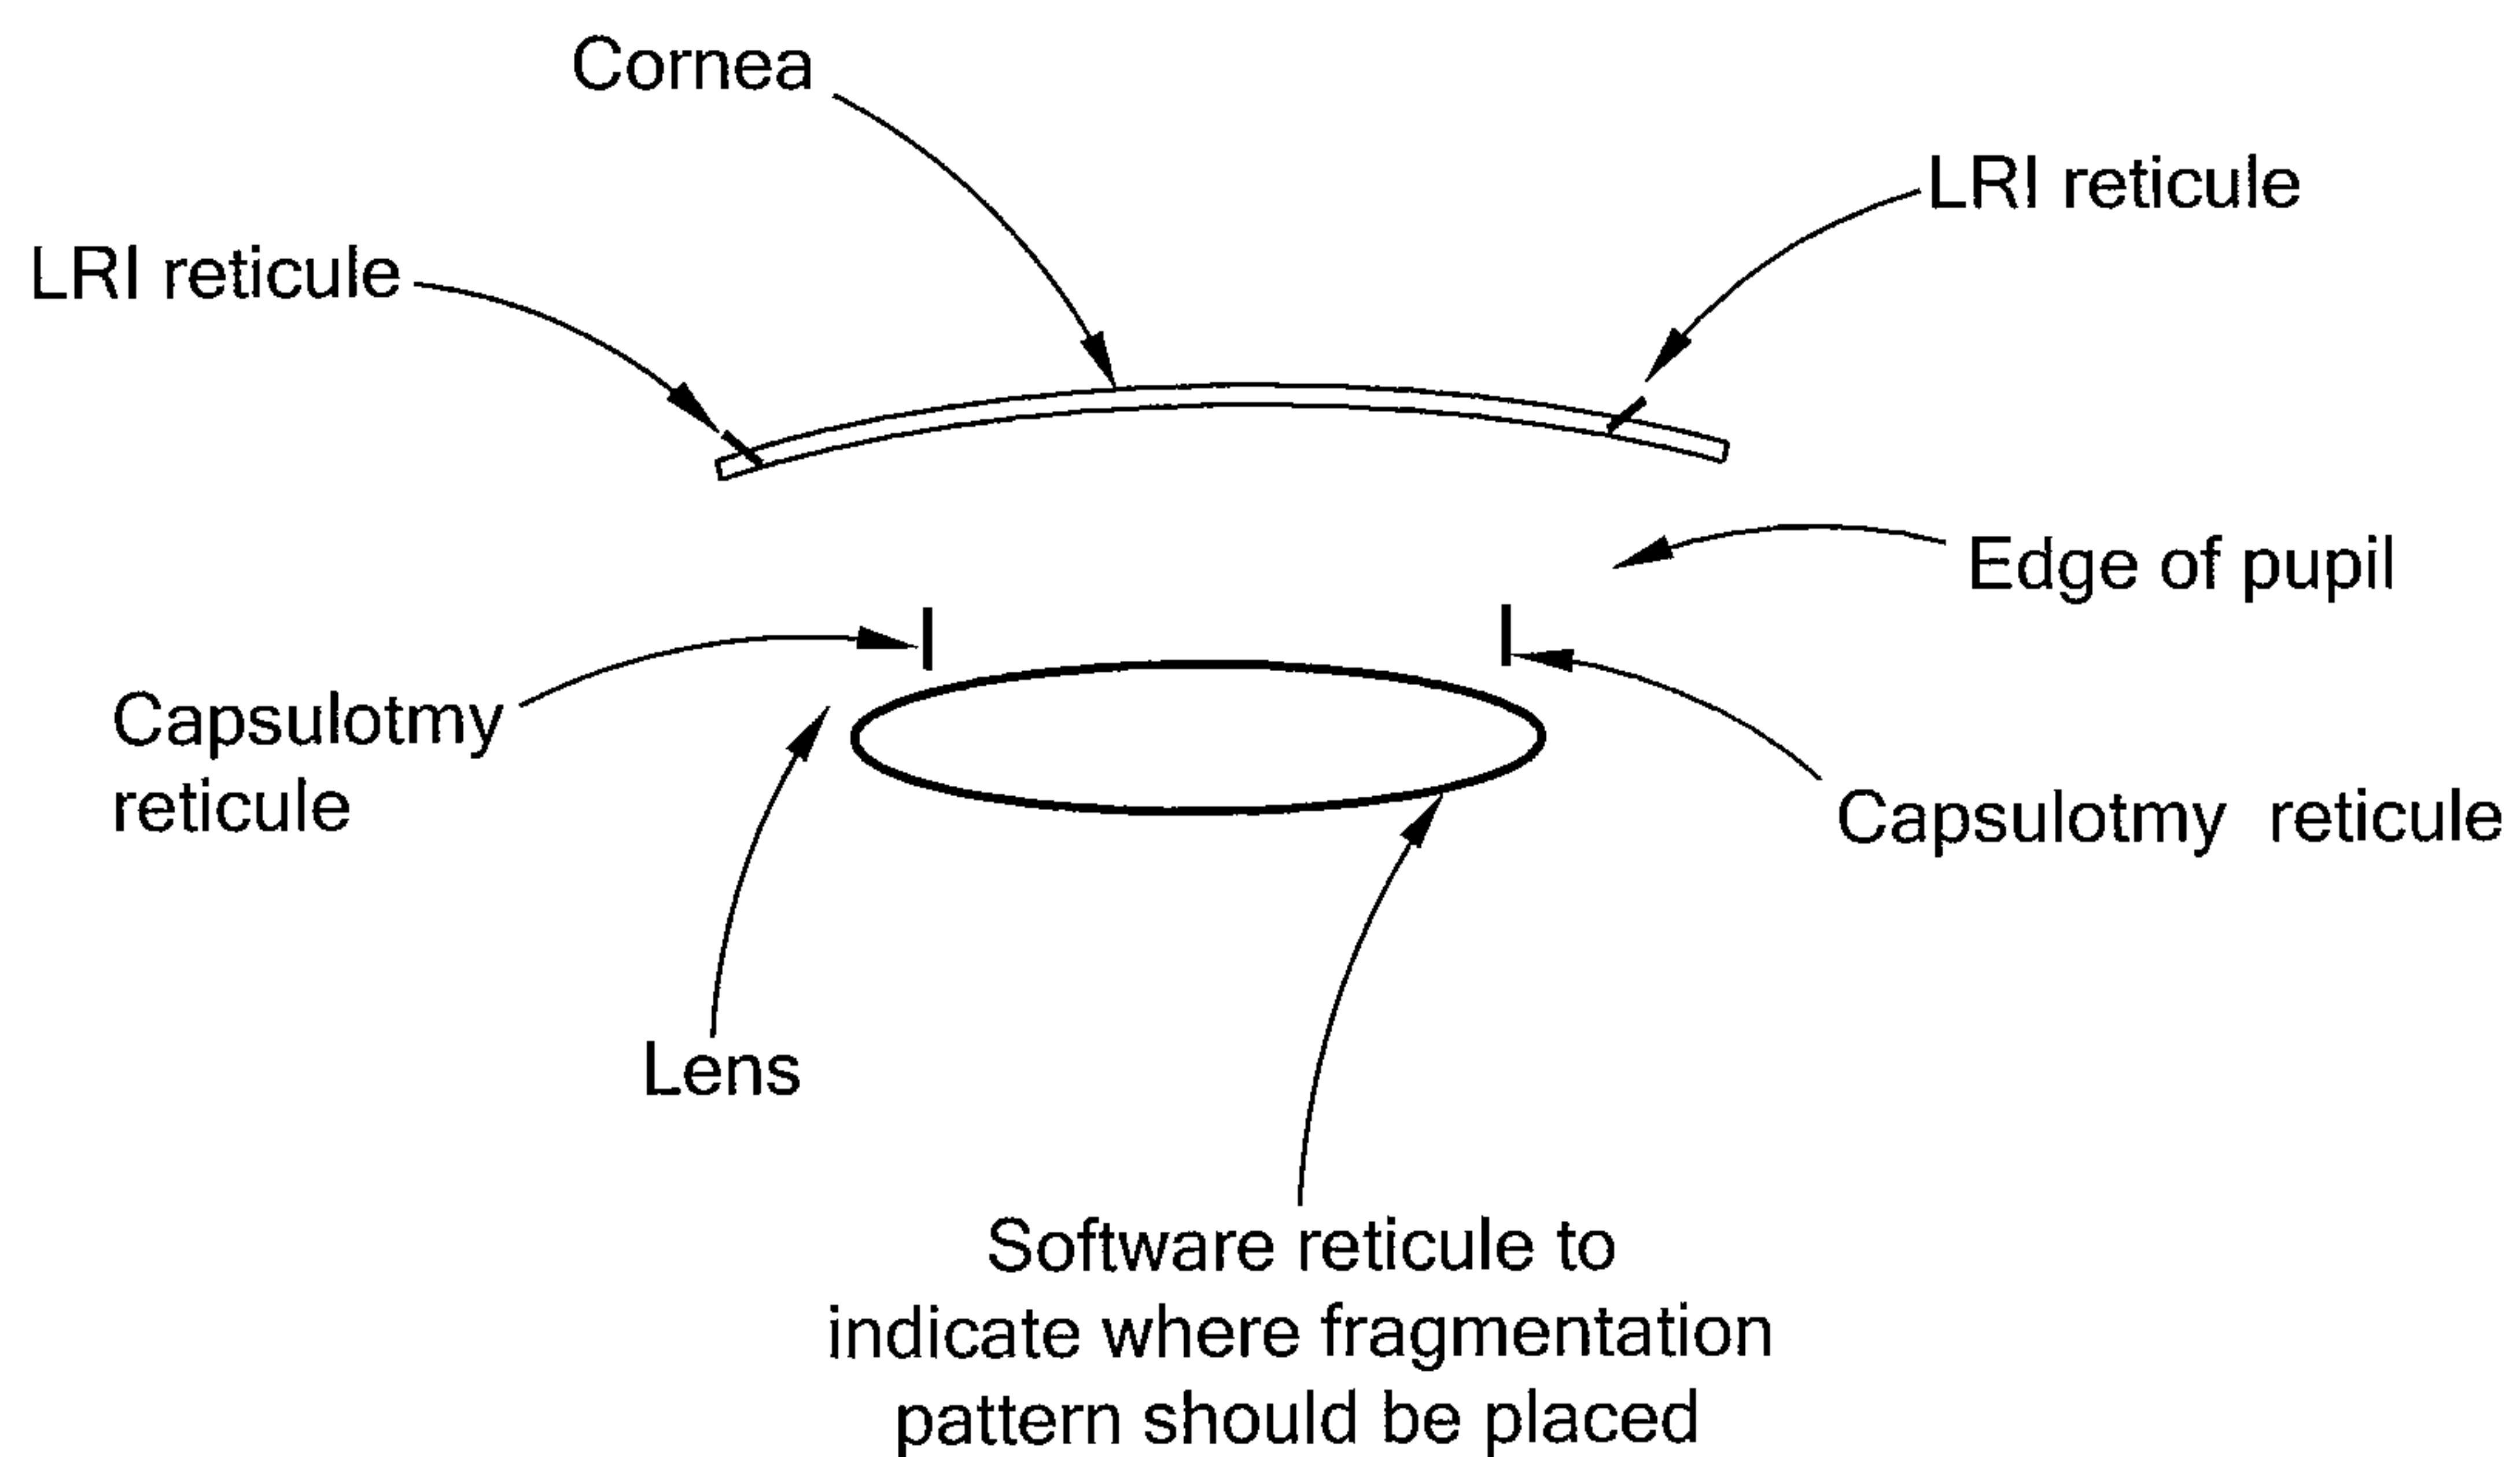 Cornea
LRI reticule
LRI reticule
Edge of pupil
Capsulotmy
reticule
Capsulotmy reticule
Lens
Software reticule to
indicate where fragmentation
pattern should be placed